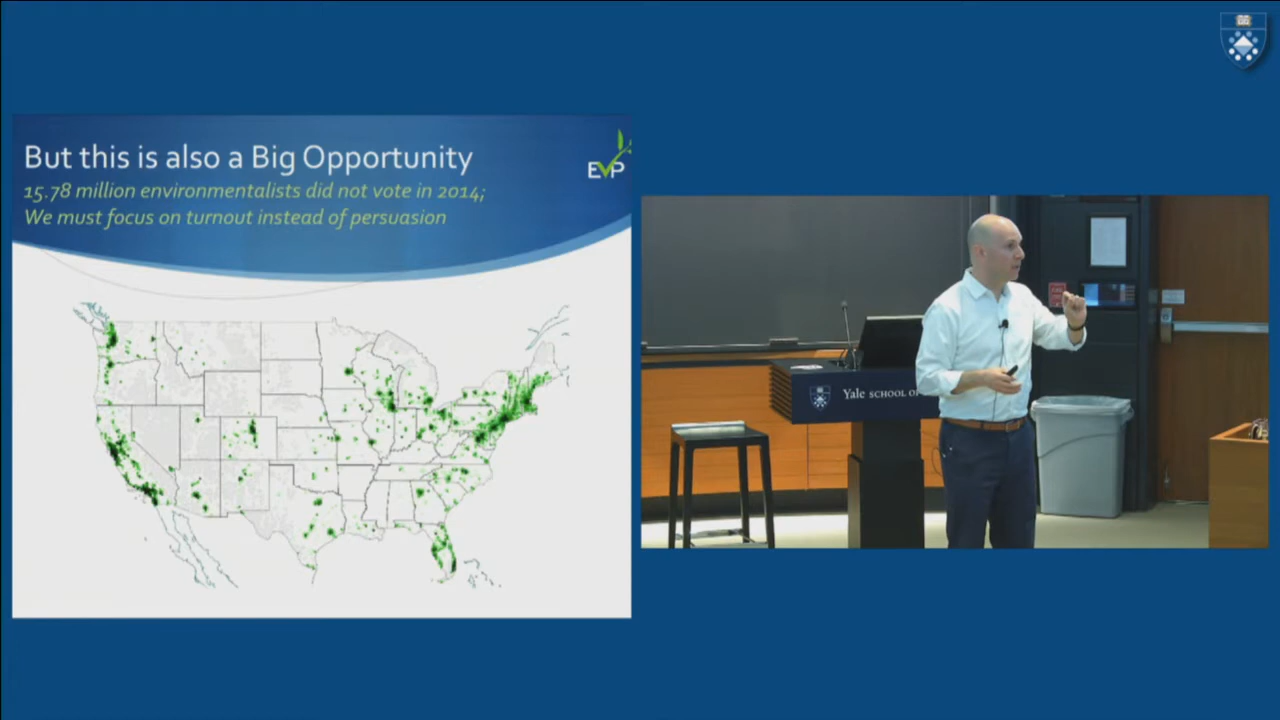 But this is also a Big Opportunity
15.78 million environmentalists did not vote in 2014;
We must focus on turnout instead of persuasion
EVP
Yale SCHOOL OF